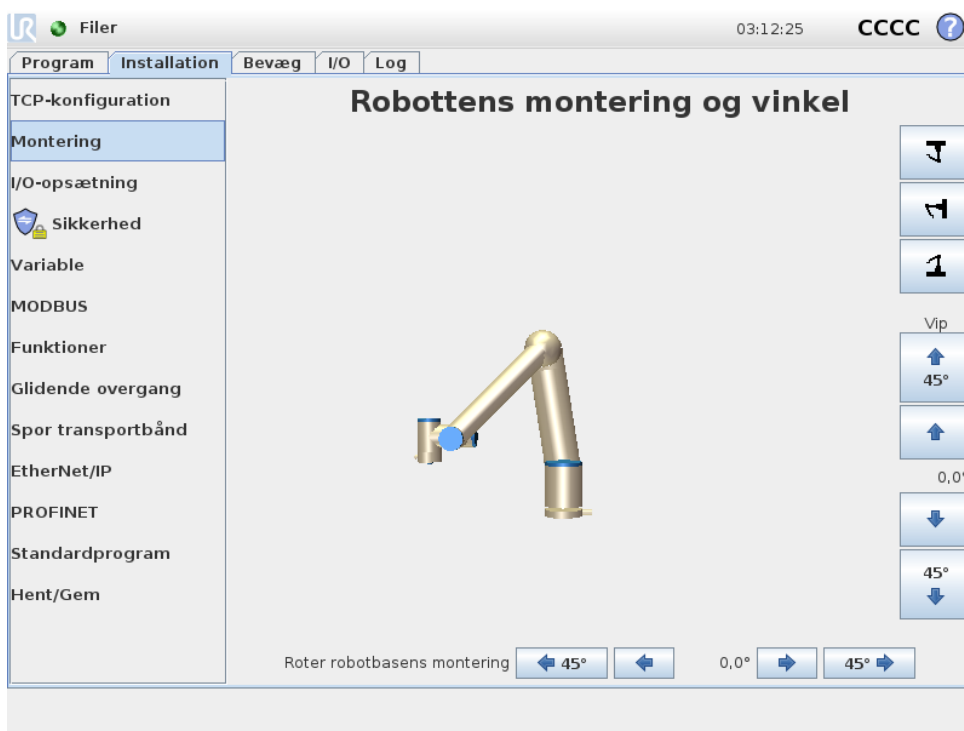 UR Filer 03:12:25 CCCC ?
Program Installation Bevæg I/O Log
TCP-konfiguration
Montering
I/O-opsætning
Sikkerhed
Variable
MODBUS
Funktioner
Glidende overgang
Spor transportbånd
EtherNet/IP
PROFINET
Standardprogram
Hent/Gem
Robottens montering og vinkel
Vip
45°
0,0°
45°
Roter robotbasens montering 45° 0,0° 45°